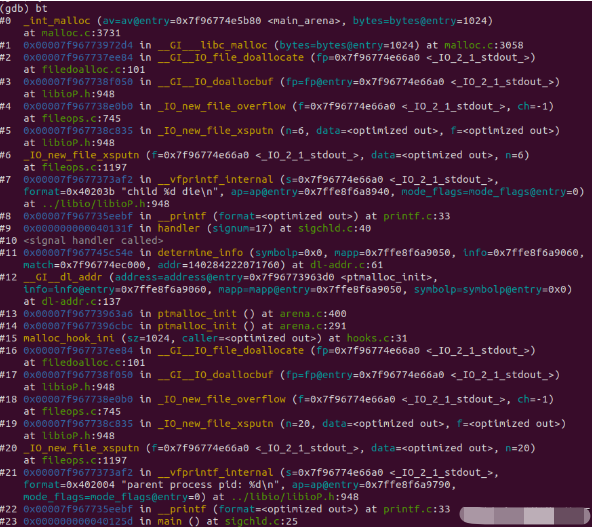 (gdb) bt
#0  _int_malloc (av=av@entry=0x7f96774e5b80 <main_arena>, bytes=bytes@entry=1024)
    at malloc.c:3731
#1  0x00007f96773972d4 in __GI___libc_malloc (bytes=bytes@entry=1024) at malloc.c:3058
#2  0x00007f967737ee84 in __GI__IO_file_doallocate (fp=0x7f96774e66a0 <_IO_2_1_stdout_>)
    at filedoalloc.c:101
#3  0x00007f967738f050 in __GI__IO_doallocbuf (fp=fp@entry=0x7f96774e66a0 <_IO_2_1_stdout_>)
    at libioP.h:948
#4  0x00007f967738e0b0 in _IO_new_file_overflow (f=0x7f96774e66a0 <_IO_2_1_stdout_>, ch=-1)
    at fileops.c:745
#5  0x00007f967738c835 in _IO_new_file_xsputn (n=6, data=<optimized out>, f=<optimized out>)
    at libioP.h:948
#6  _IO_new_file_xsputn (f=0x7f96774e66a0 <_IO_2_1_stdout_>, data=<optimized out>, n=6)
    at fileops.c:1197
#7  0x00007f9677373af2 in __vfprintf_internal (s=0x7f96774e66a0 <_IO_2_1_stdout_>,
    format=0x40203b "child %d die\n", ap=ap@entry=0x7ffe8f6a8940, mode_flags=mode_flags@entry=0)
    at ../libio/libioP.h:948
#8  0x00007f967735eebf in __printf (format=<optimized out>) at printf.c:33
#9  0x000000000040131f in handler (signum=17) at sigchld.c:40
#10 <signal handler called>
#11 0x00007f967745c54e in determine_info (symbolp=0x0, mapp=0x7ffe8f6a9050, info=0x7ffe8f6a9060,
    match=0x7f96774ec000, addr=140284222071760) at dl-addr.c:61
#12 __GI__dl_addr (address=address@entry=0x7f96773963d0 <ptmalloc_init>,
    info=info@entry=0x7ffe8f6a9060, mapp=mapp@entry=0x7ffe8f6a9050, symbolp=symbolp@entry=0x0)
    at dl-addr.c:137
#13 0x00007f96773963a6 in ptmalloc_init () at arena.c:400
#14 0x00007f9677396cbc in ptmalloc_init () at arena.c:291
#15 malloc_hook_ini (sz=1024, caller=<optimized out>) at hooks.c:31
#16 0x00007f967737ee84 in __GI__IO_file_doallocate (fp=0x7f96774e66a0 <_IO_2_1_stdout_>)
    at filedoalloc.c:101
#17 0x00007f967738f050 in __GI__IO_doallocbuf (fp=fp@entry=0x7f96774e66a0 <_IO_2_1_stdout_>)
    at libioP.h:948
#18 0x00007f967738e0b0 in _IO_new_file_overflow (f=0x7f96774e66a0 <_IO_2_1_stdout_>, ch=-1)
    at fileops.c:745
#19 0x00007f967738c835 in _IO_new_file_xsputn (n=20, data=<optimized out>, f=<optimized out>)
    at libioP.h:948
#20 _IO_new_file_xsputn (f=0x7f96774e66a0 <_IO_2_1_stdout_>, data=<optimized out>, n=20)
    at fileops.c:1197
#21 0x00007f9677373af2 in __vfprintf_internal (s=0x7f96774e66a0 <_IO_2_1_stdout_>,
    format=0x402004 "parent process pid: %d\n", ap=ap@entry=0x7ffe8f6a9790,
    mode_flags=mode_flags@entry=0) at ../libio/libioP.h:948
#22 0x00007f967735eebf in __printf (format=<optimized out>) at printf.c:33
#23 0x000000000040125d in main () at sigchld.c:25